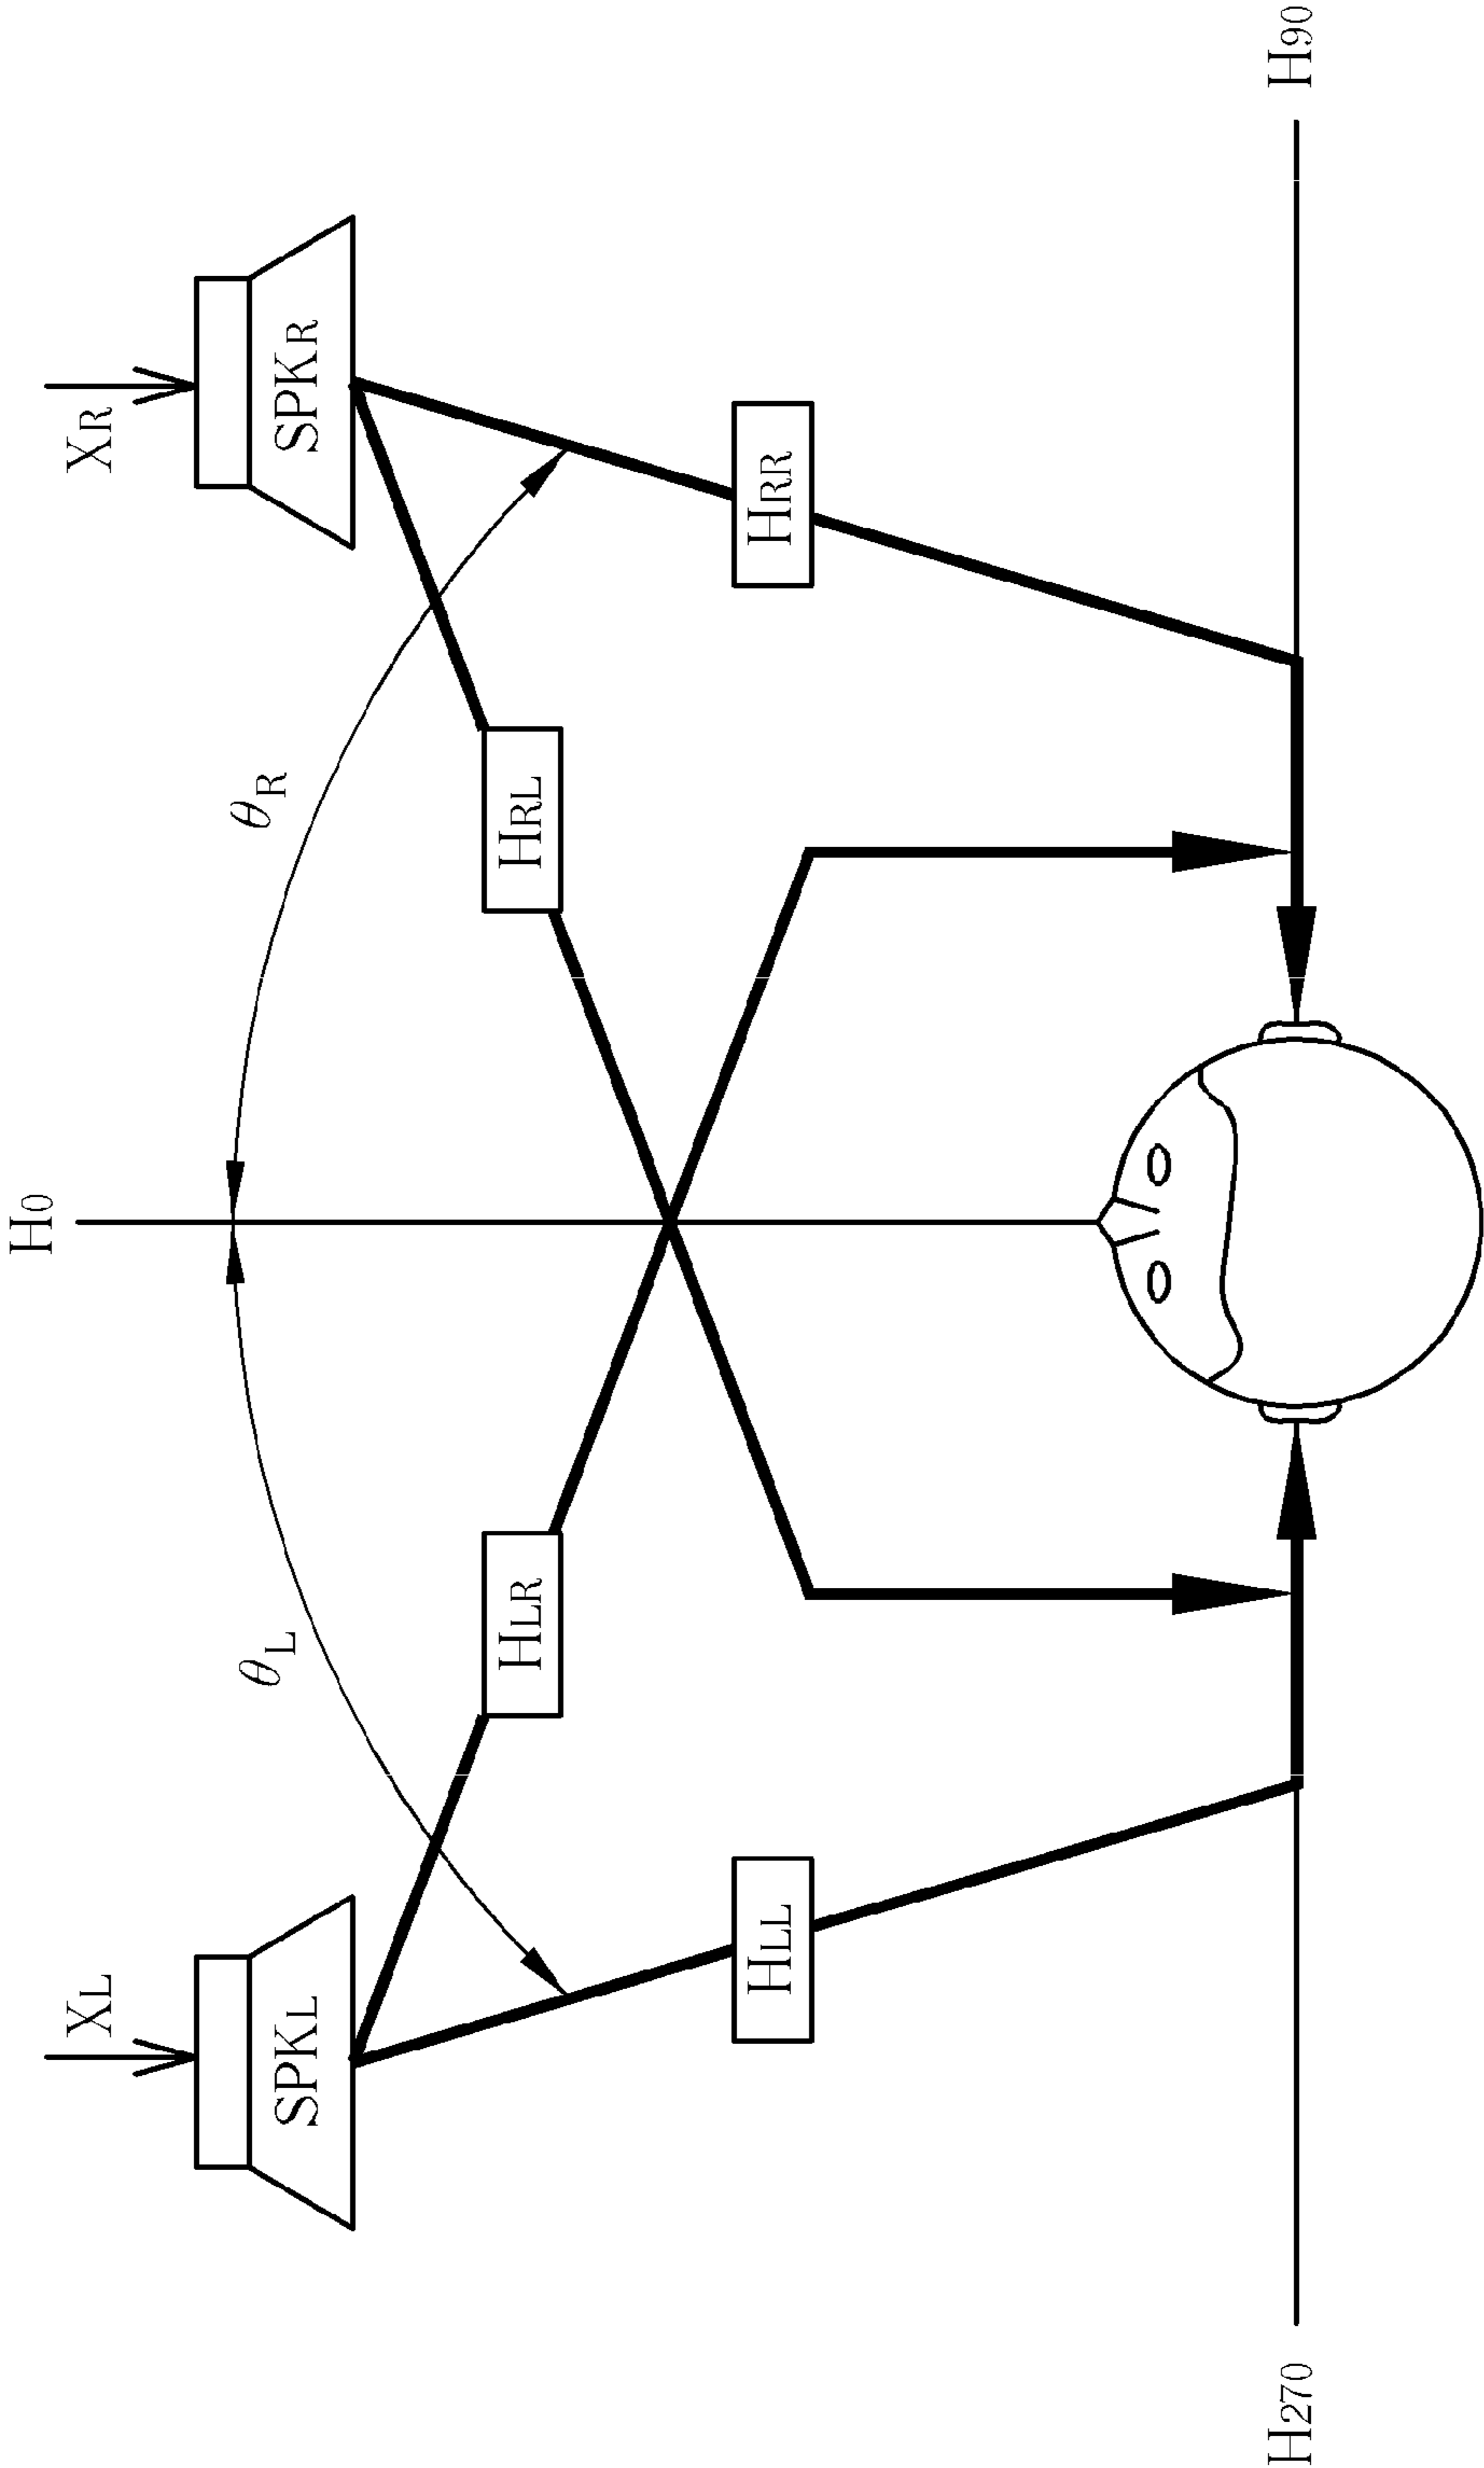 H0
XL XR
θL θR
SPKL SPKR
HLR HRL
HLL HRR
H270 H90